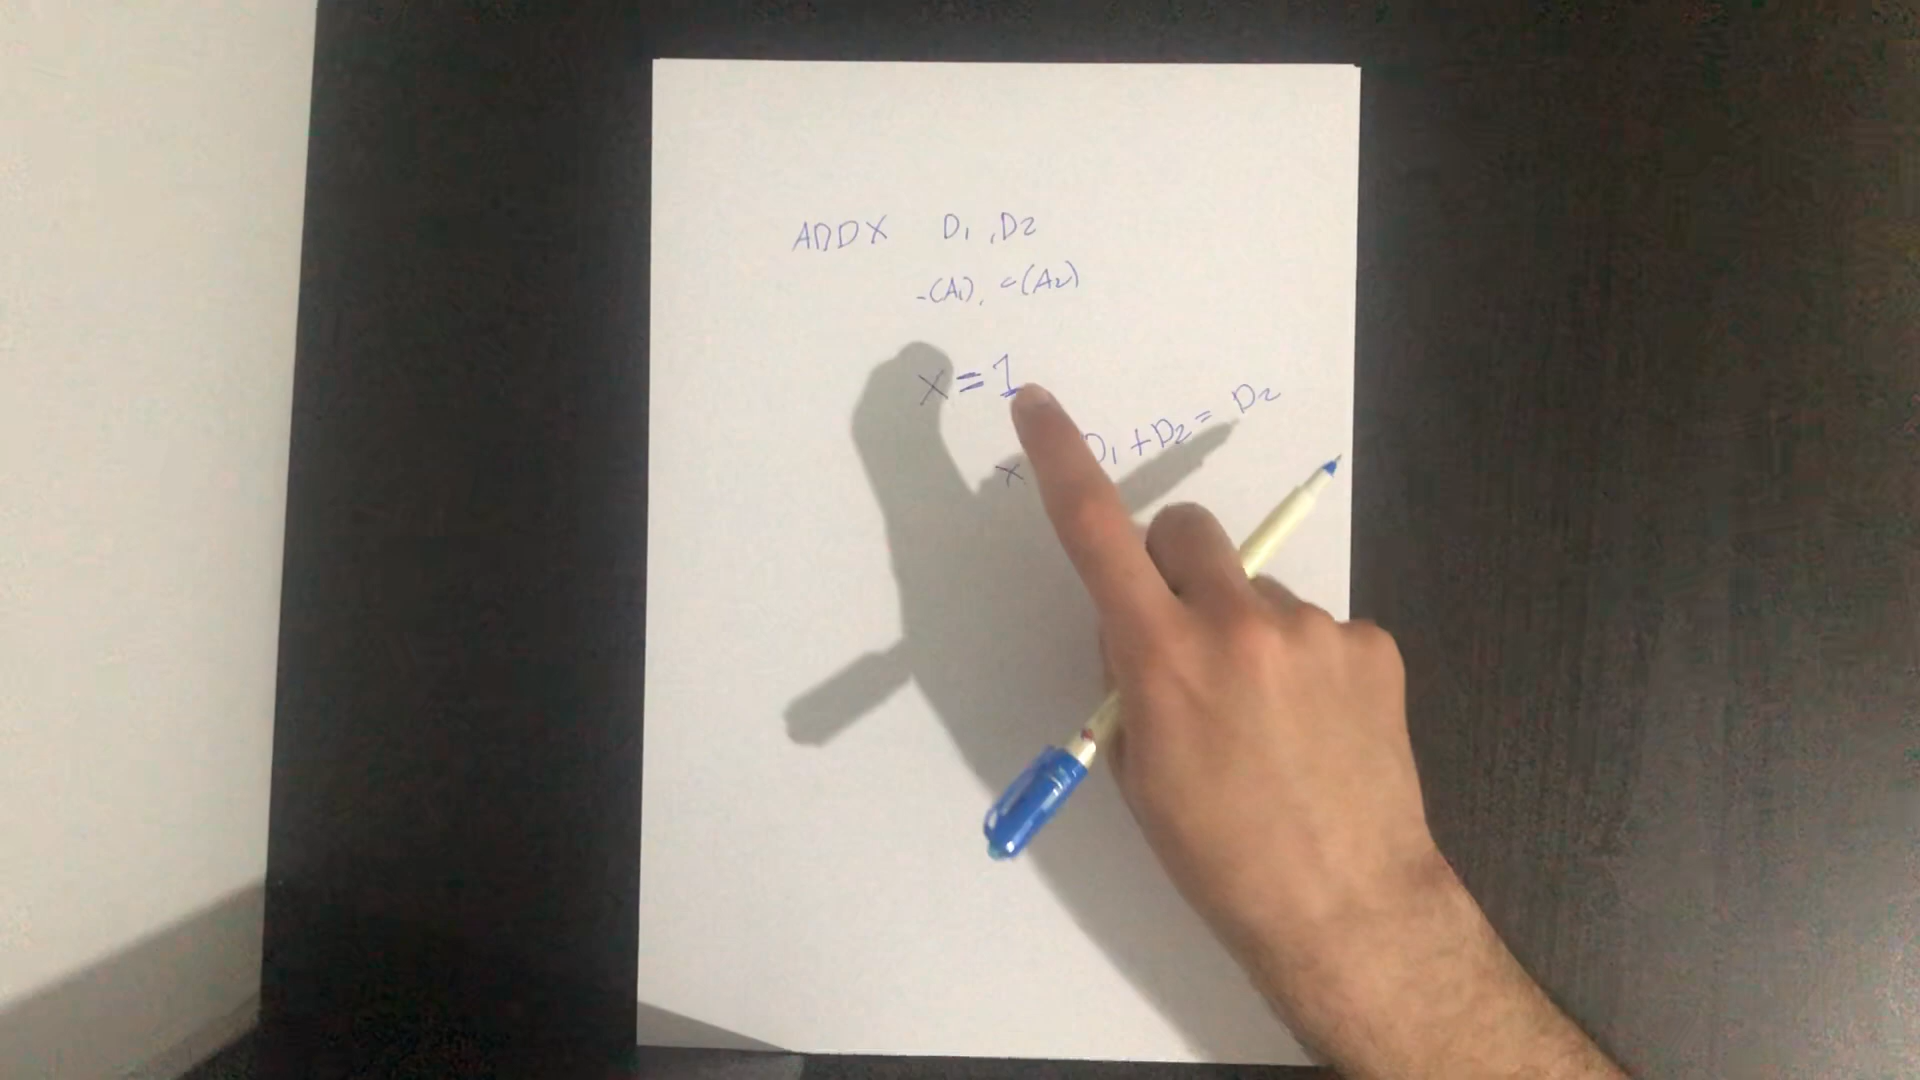 ADDX D1, D2
-(A1), -(A2)
x = 1
x D1 + D2 = D2